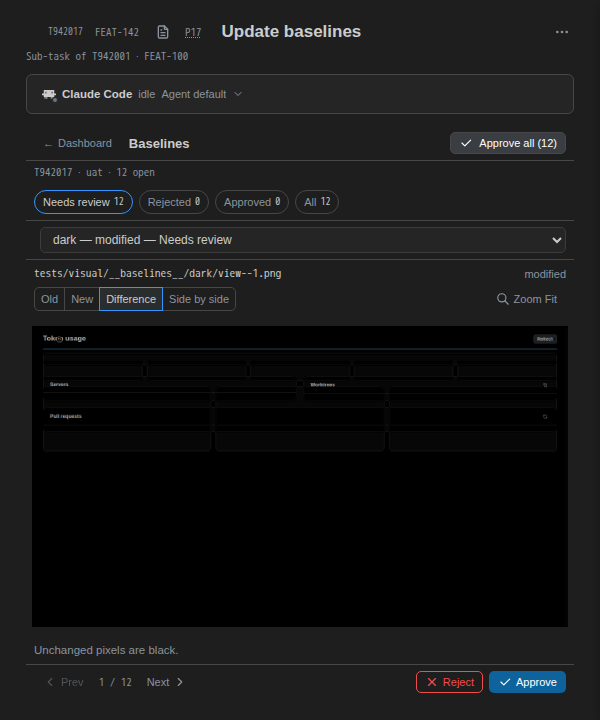 T942017 FEAT-142 P17 Update baselines ...
Sub-task of T942001 · FEAT-100
Claude Code idle Agent default
← Dashboard Baselines Approve all (12)
T942017 · uat · 12 open
Needs review 12 Rejected 0 Approved 0 All 12
dark — modified — Needs review
tests/visual/__baselines__/dark/view--1.png modified
Old New Difference Side by side Zoom Fit
usage Refresh
Servers Worktrees
Pull requests
Unchanged pixels are black.
Prev 1 / 12 Next Reject Approve